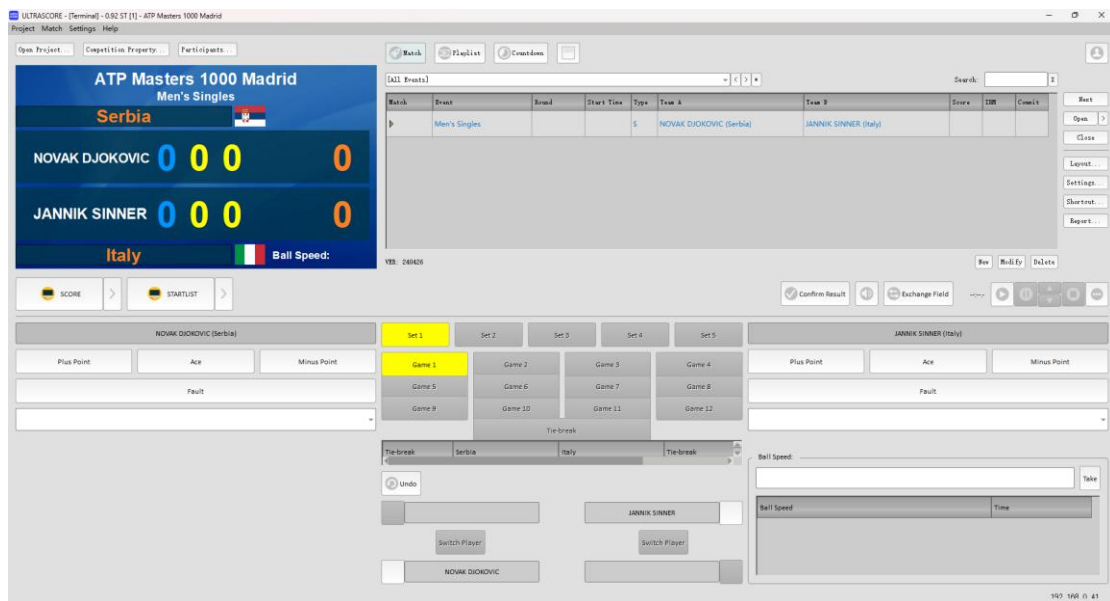 ULTRASCORE - [Terminal] - 0.92 ST [1] - ATP Masters 1000 Madrid
Project Match Settings Help
Open Project... Competition Property... Participants...
Match Playlist Countdown
ATP Masters 1000 Madrid
Men's Singles
Serbia
NOVAK DJOKOVIC 0 0 0 0
JANNIK SINNER 0 0 0 0
Italy Ball Speed:
[All Events] Search: X
Match Event Round Start Time Type Team A Team B Score IBM Commit
Men's Singles S NOVAK DJOKOVIC (Serbia) JANNIK SINNER (Italy)
Next
Open >
Close
Layout...
Settings...
Shortcut...
Report...
VER: 240426 New Modify Delete
SCORE > STARTLIST > Confirm Result Exchange Field --:--
NOVAK DJOKOVIC (Serbia) Set 1 Set 2 Set 3 Set 4 Set 5 JANNIK SINNER (Italy)
Plus Point Ace Minus Point Game 1 Game 2 Game 3 Game 4 Plus Point Ace Minus Point
Fault Game 5 Game 6 Game 7 Game 8 Fault
Game 9 Game 10 Game 11 Game 12
Tie-break
Tie-break Serbia Italy Tie-break
Ball Speed:
Take
Undo
Ball Speed Time
JANNIK SINNER
Switch Player Switch Player
NOVAK DJOKOVIC
192.168.0.41